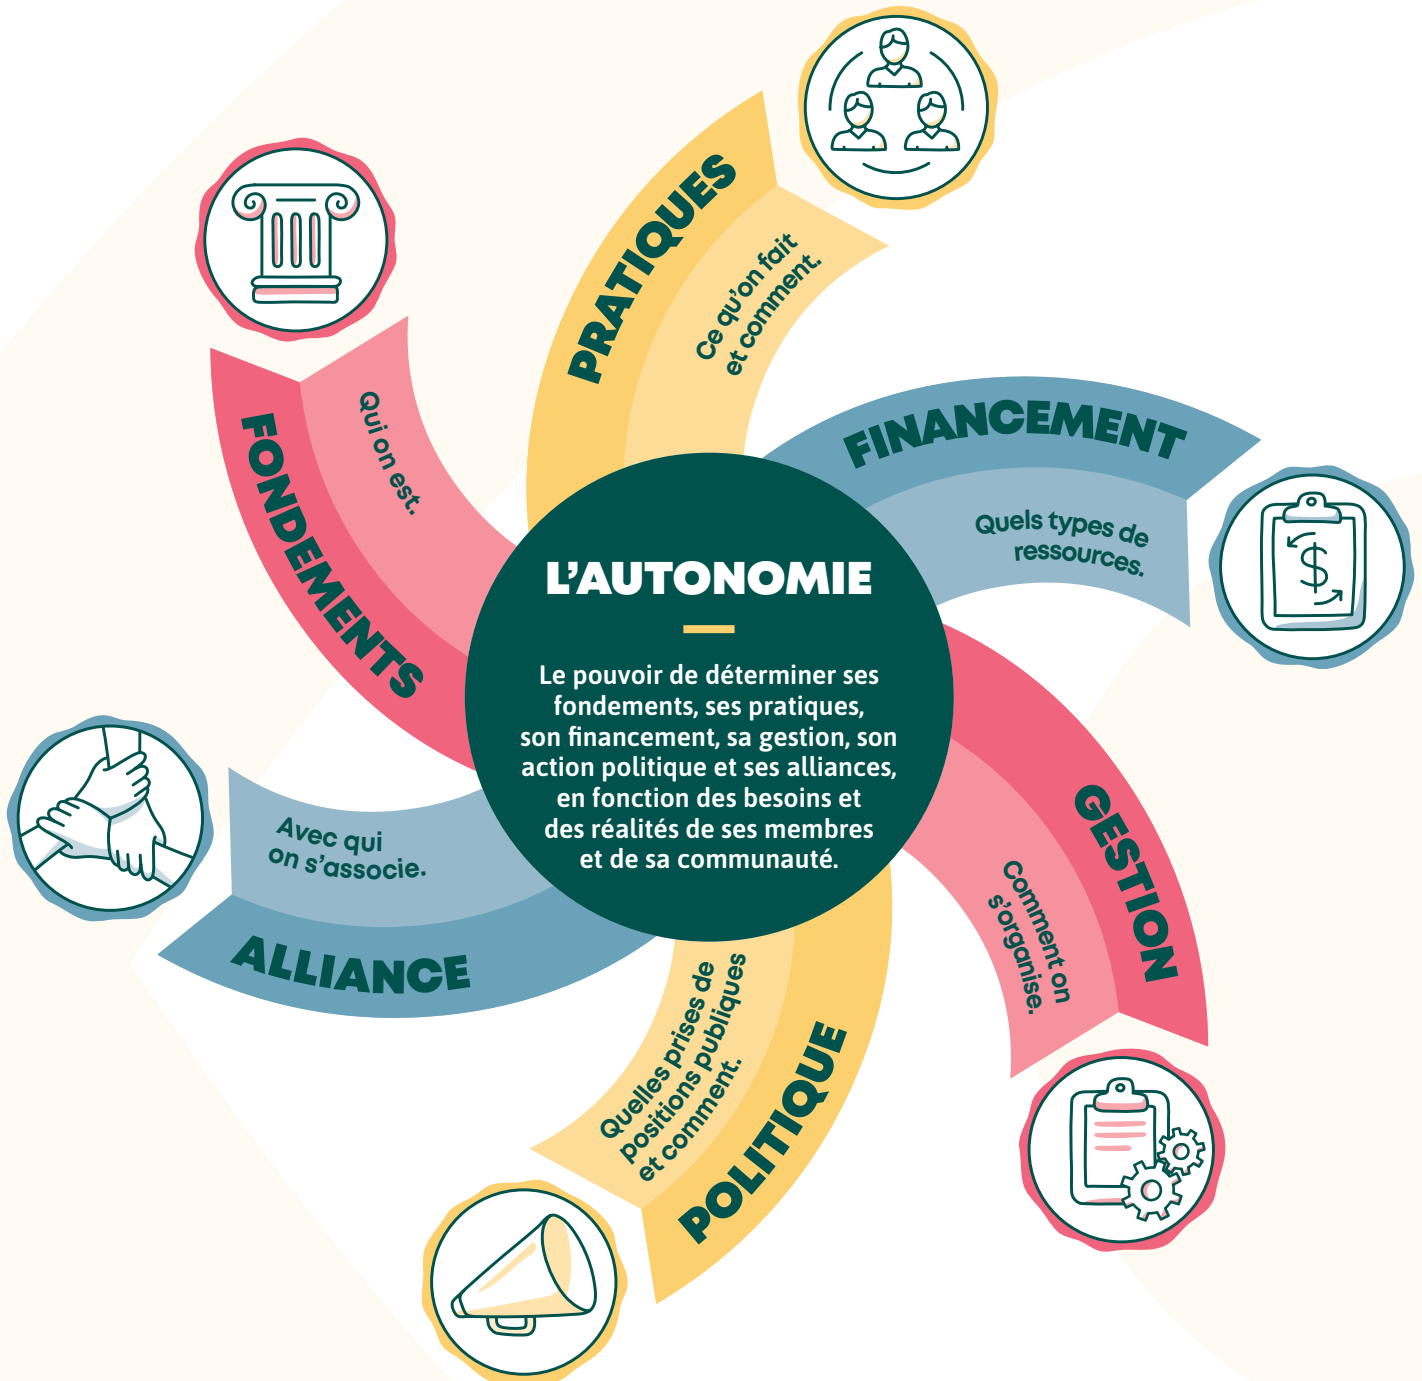 PRATIQUES
Ce qu'on fait
et comment.
FONDEMENTS
Qui on est.
FINANCEMENT
Quels types de
ressources.
L'AUTONOMIE
Le pouvoir de déterminer ses
fondements, ses pratiques,
son financement, sa gestion, son
action politique et ses alliances,
en fonction des besoins et
des réalités de ses membres
et de sa communauté.
GESTION
Comment on
s'organise.
Avec qui
on s'associe.
ALLIANCE
Quelles prises de
positions publiques
et comment.
POLITIQUE
$